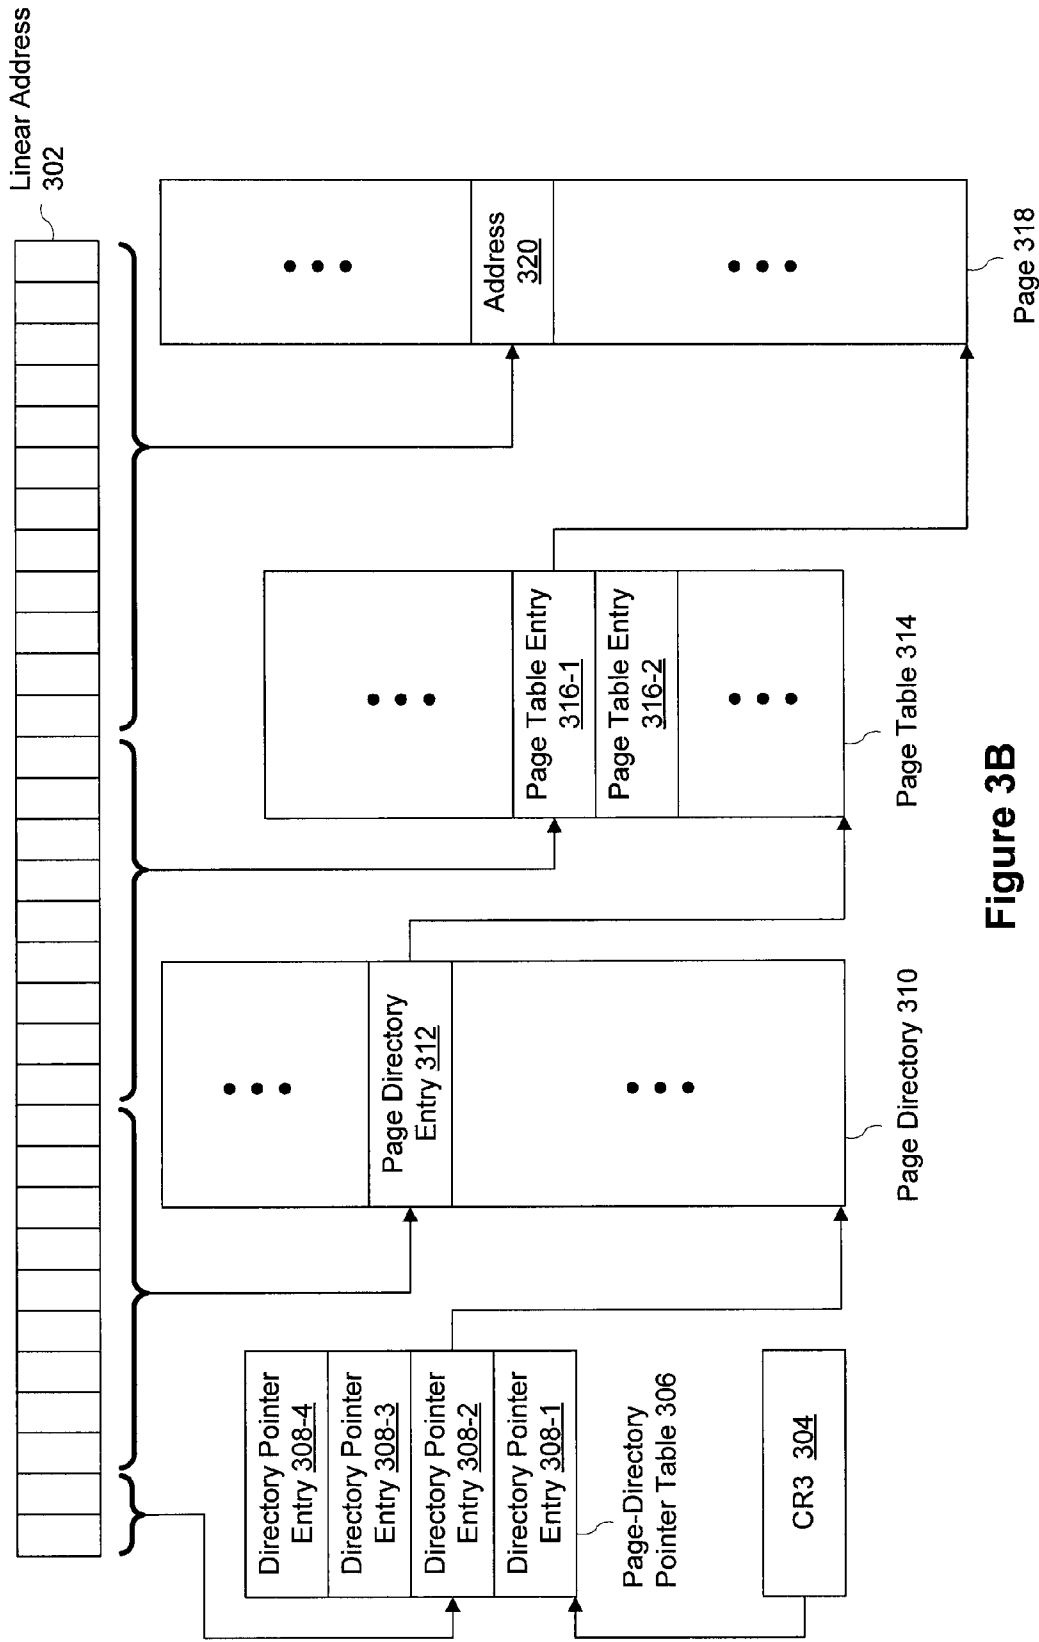 Linear Address
302
Directory Pointer
Entry 308-4
Directory Pointer
Entry 308-3
Directory Pointer
Entry 308-2
Directory Pointer
Entry 308-1
Page-Directory
Pointer Table 306
CR3 304
Page Directory
Entry 312
Page Directory 310
Page Table Entry
316-1
Page Table Entry
316-2
Page Table 314
Address
320
Page 318
Figure 3B